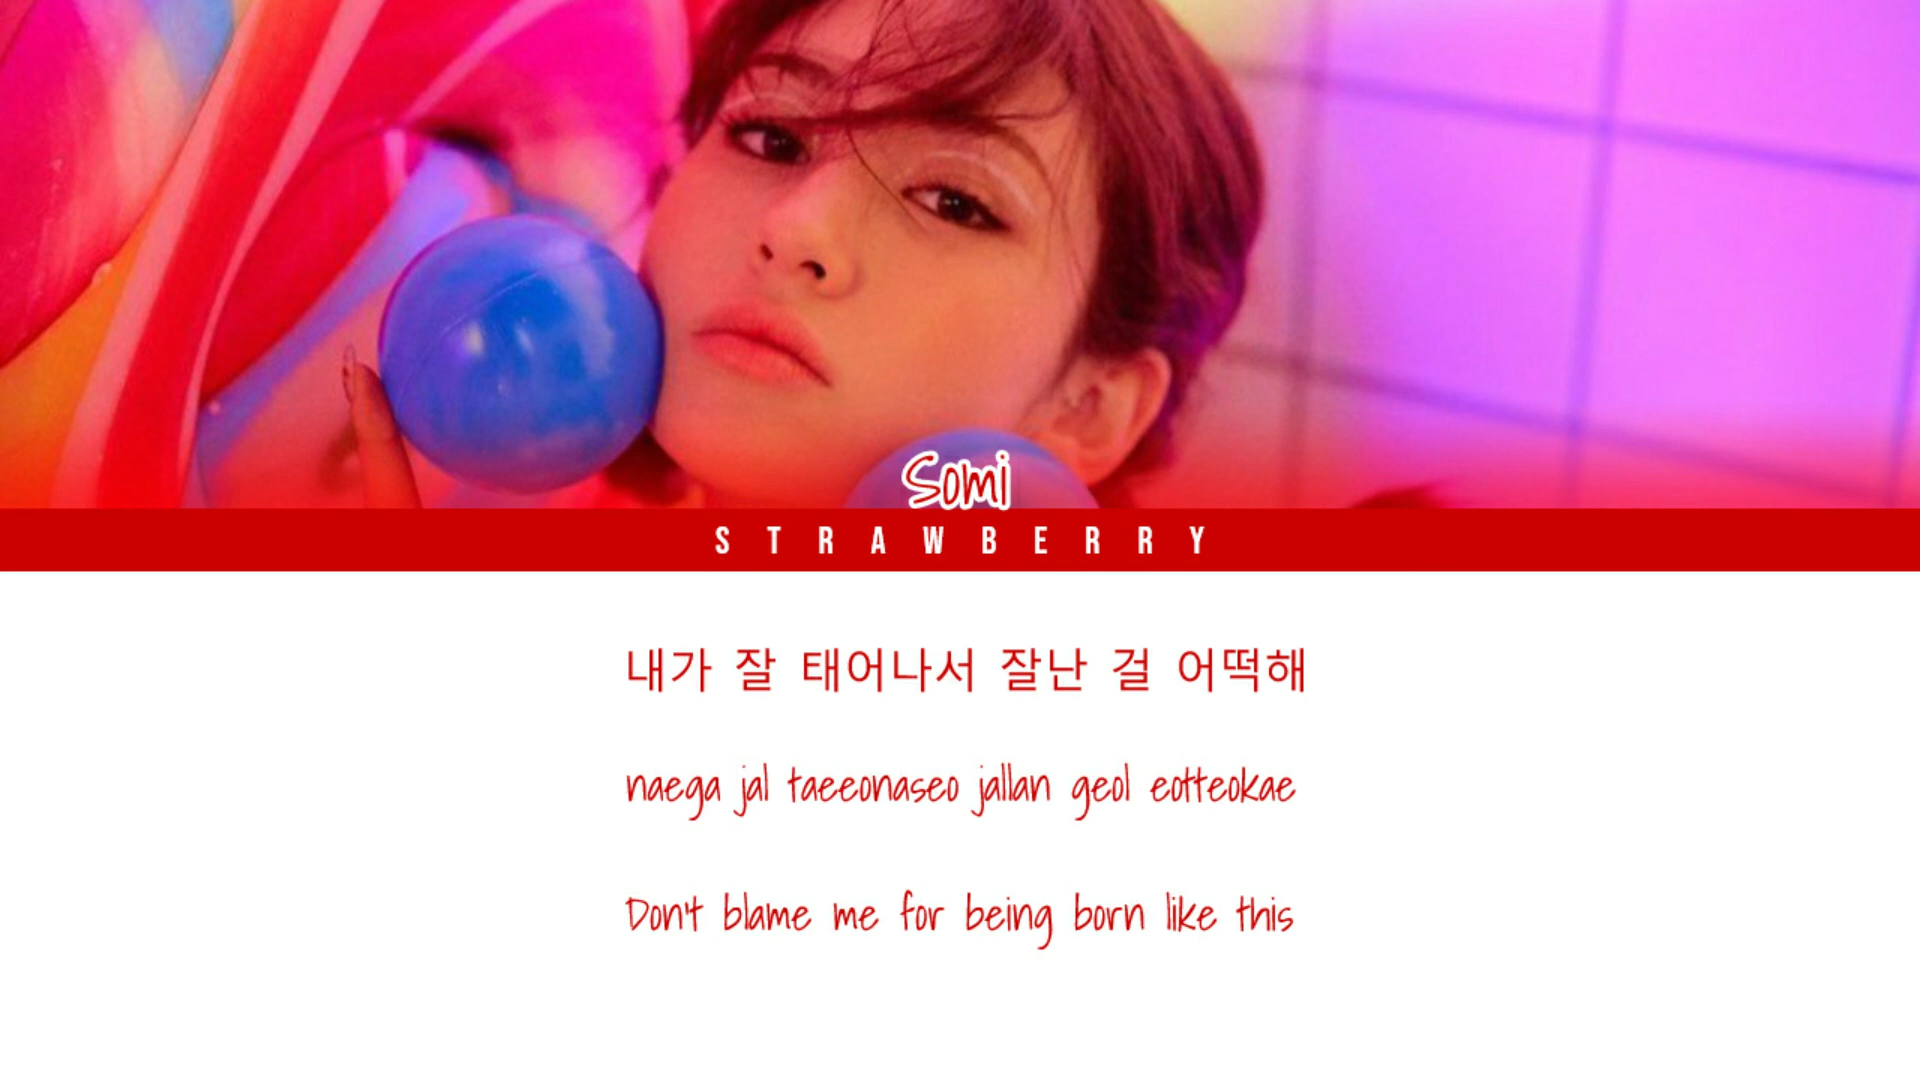 Somi
STRAWBERRY
내가 잘 태어나서 잘난 걸 어떡해
naega jal taeeonaseo jallan geol eotteokae
Don't blame me for being born like this